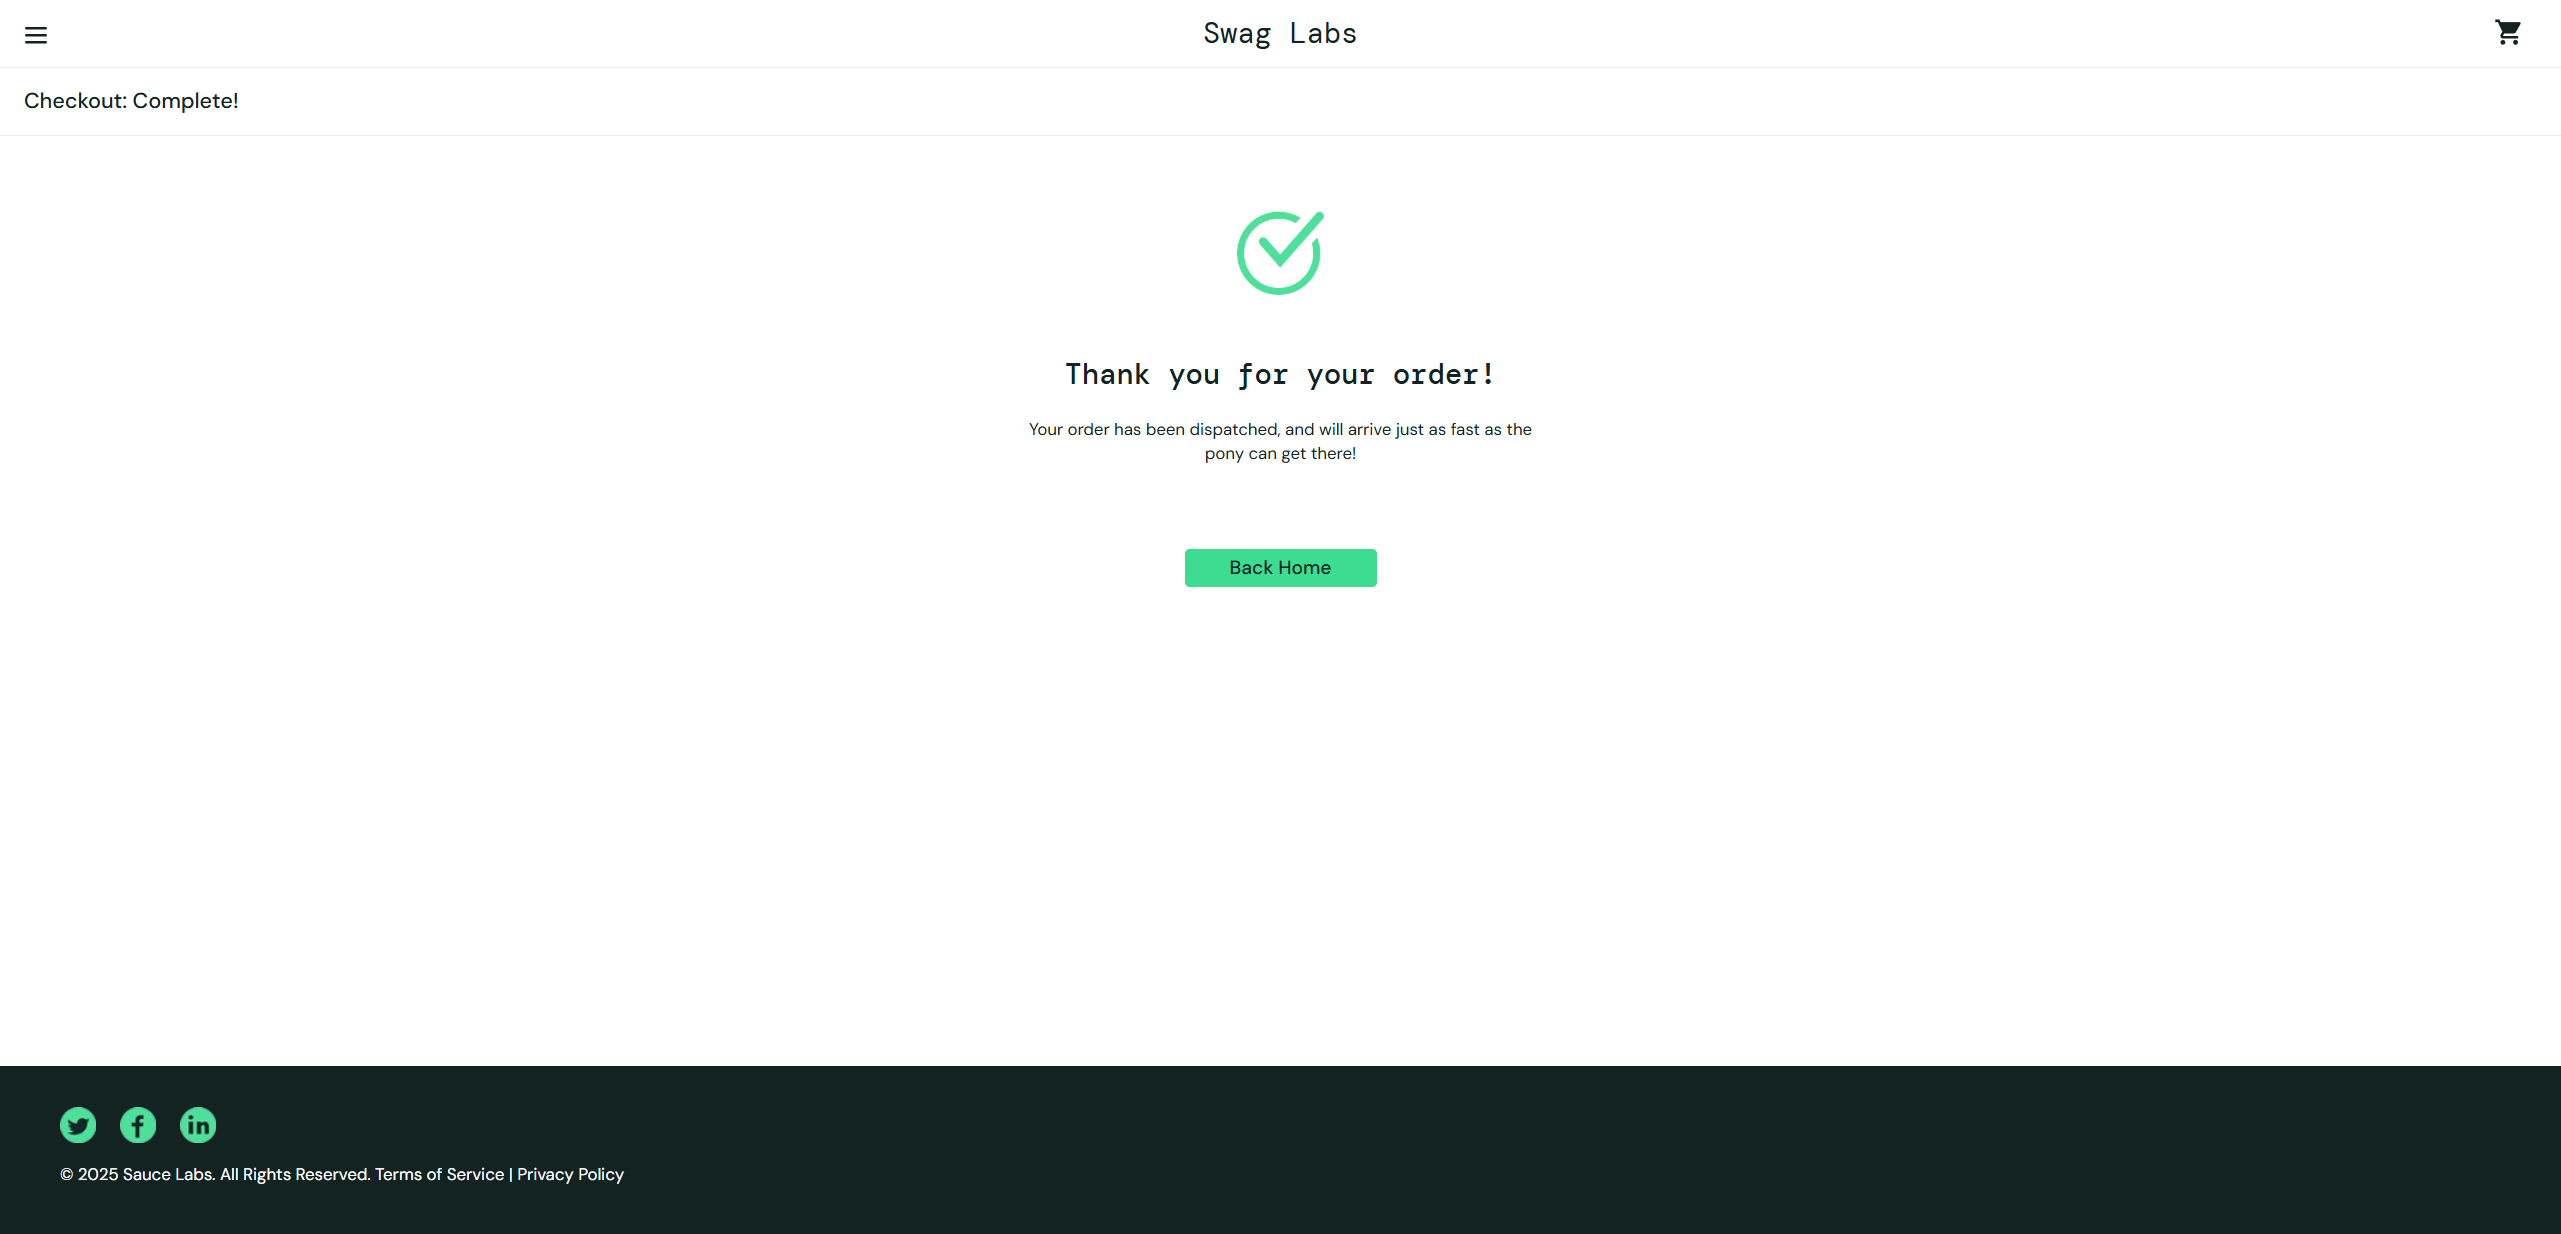 Swag Labs
Checkout: Complete!
Thank you for your order!
Your order has been dispatched, and will arrive just as fast as the
pony can get there!
Back Home
© 2025 Sauce Labs. All Rights Reserved. Terms of Service | Privacy Policy